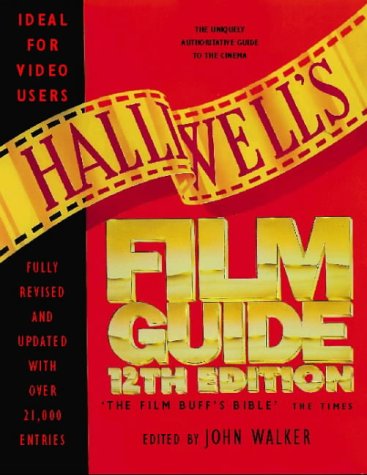 IDEAL
FOR
VIDEO
USERS
THE UNIQUELY
AUTHORITATIVE GUIDE
TO THE CINEMA
HALLIWELL'S
FILM
GUIDE
12TH EDITION
'THE FILM BUFF'S BIBLE' THE TIMES
EDITED BY JOHN WALKER
FULLY
REVISED
AND
UPDATED
WITH
OVER
21,000
ENTRIES